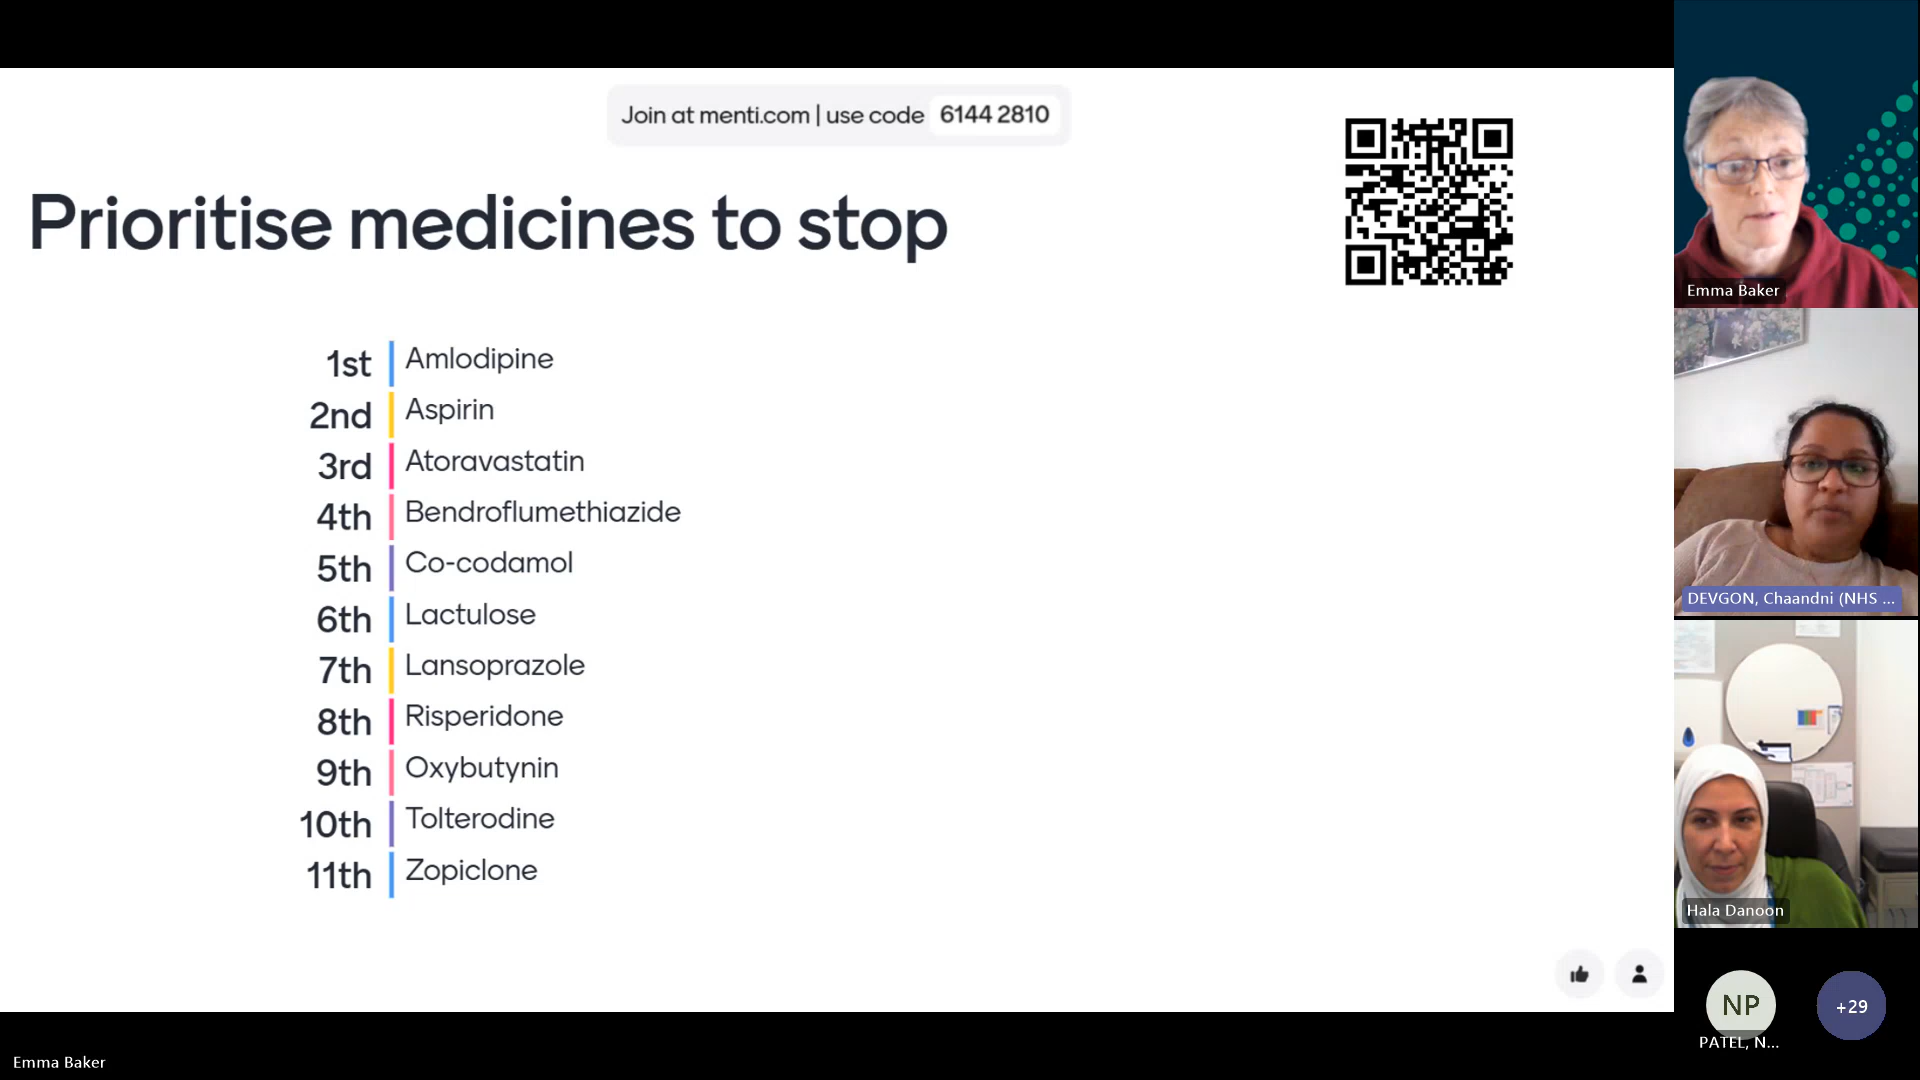 Join at menti.com | use code 6144 2810
Prioritise medicines to stop
1st Amlodipine
2nd Aspirin
3rd Atoravastatin
4th Bendroflumethiazide
5th Co-codamol
6th Lactulose
7th Lansoprazole
8th Risperidone
9th Oxybutynin
10th Tolterodine
11th Zopiclone
Emma Baker
DEVGON, Chaandni (NHS ...
Hala Danoon
NP
+29
PATEL, N...
Emma Baker